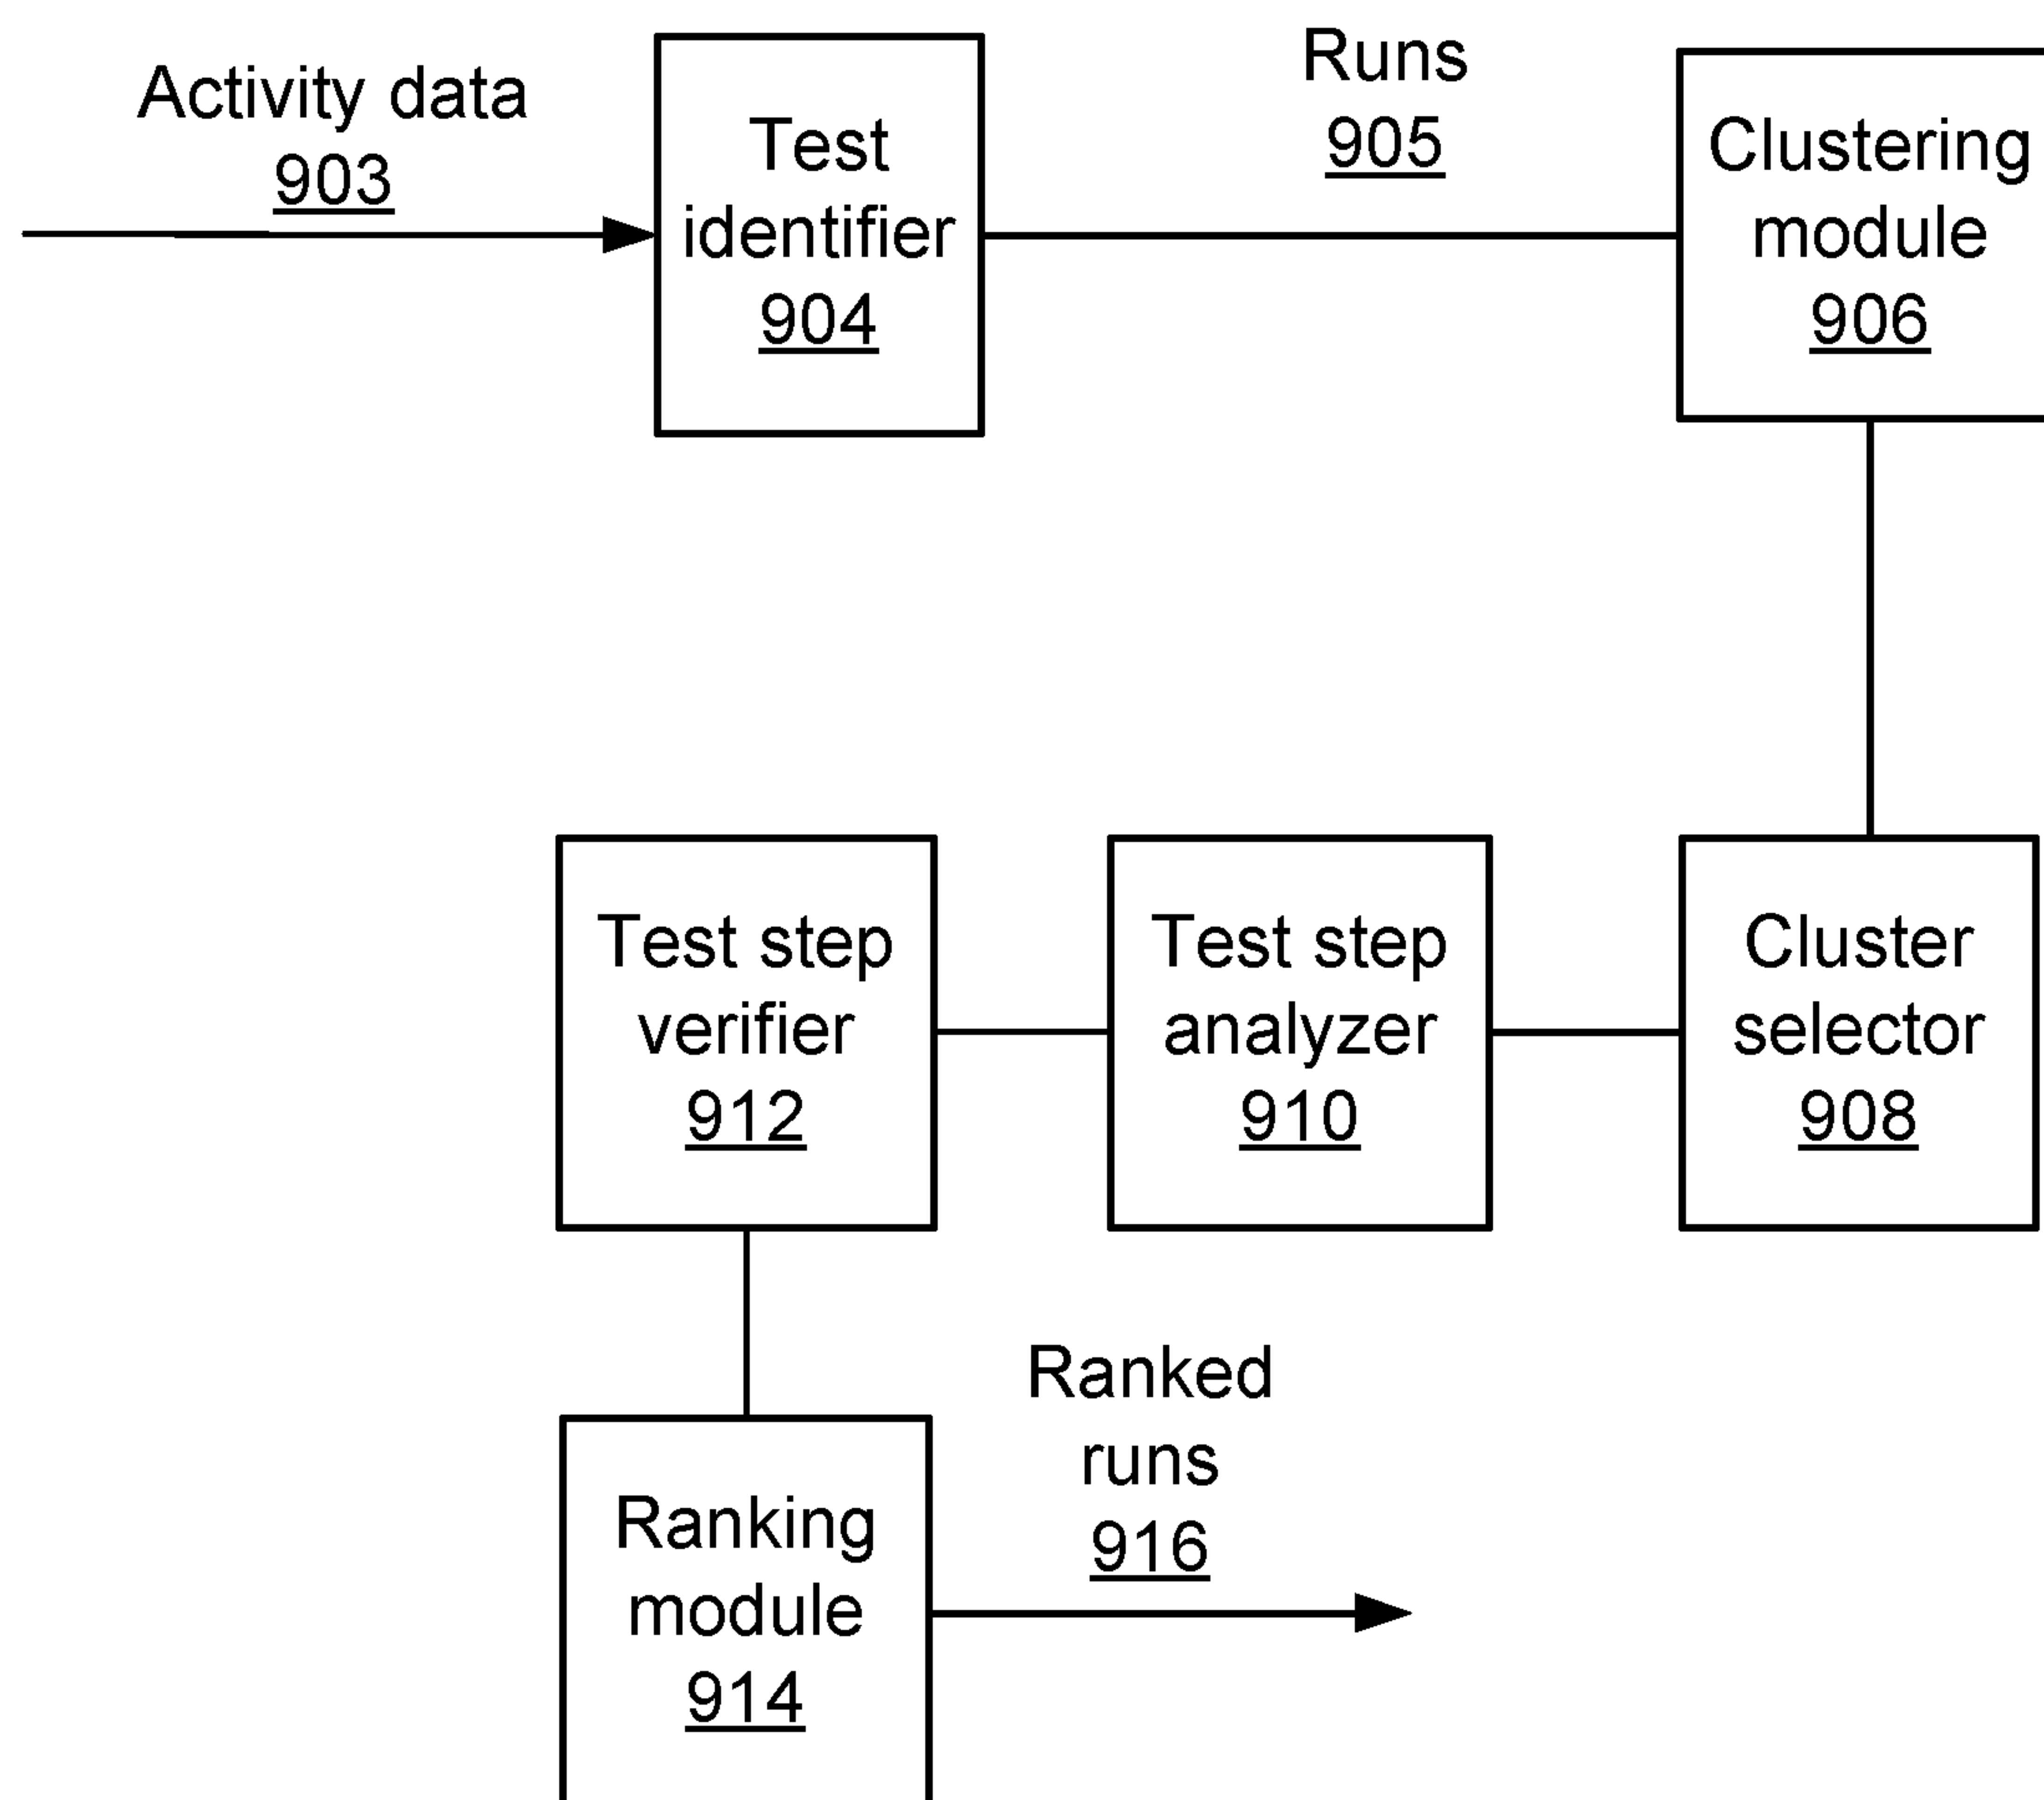 Activity data
903
Test
identifier
904
Runs
905
Clustering
module
906
Test step
verifier
912
Test step
analyzer
910
Cluster
selector
908
Ranking
module
914
Ranked
runs
916